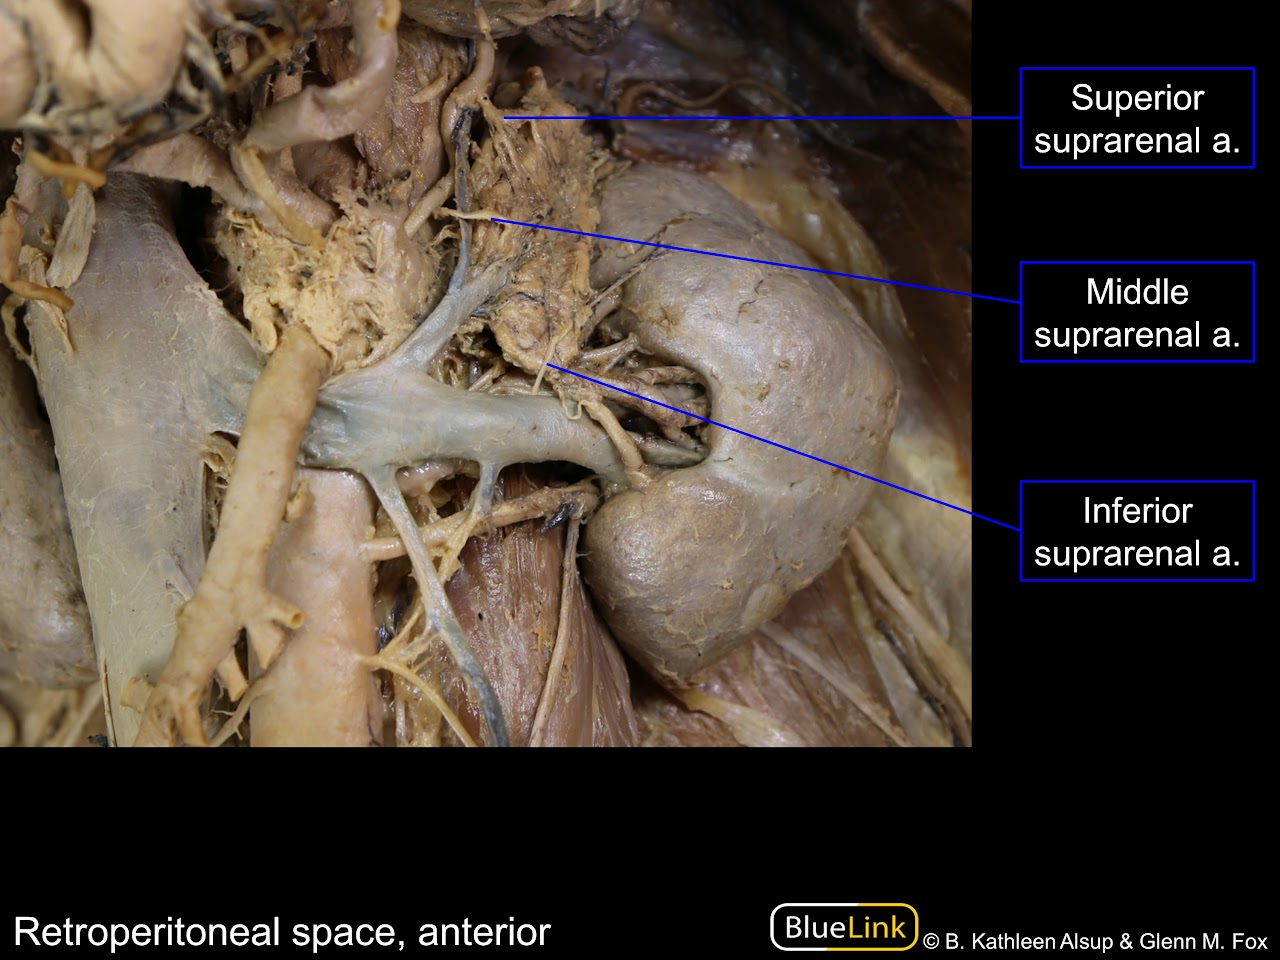 Superior
suprarenal a.
Middle
suprarenal a.
Inferior
suprarenal a.
Retroperitoneal space, anterior
BlueLink
© B. Kathleen Alsup & Glenn M. Fox